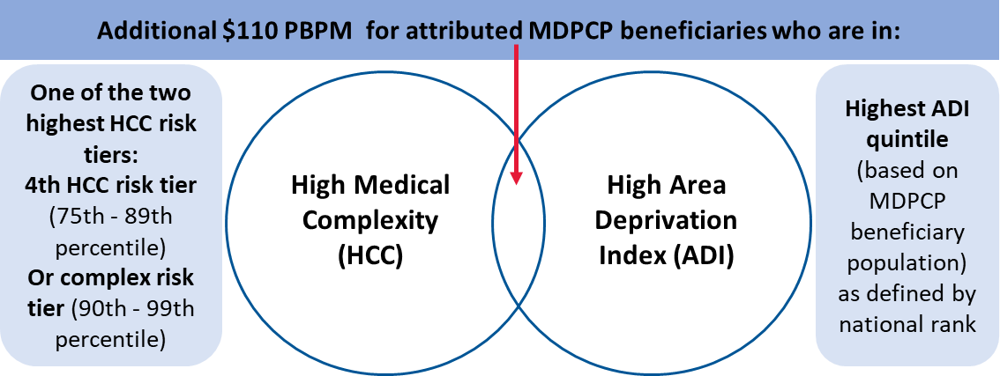 Additional $110 PBPM for attributed MDPCP beneficiaries who are in:
One of the two
highest HCC risk
tiers:
4th HCC risk tier
(75th - 89th
percentile)
Or complex risk
tier (90th - 99th
percentile)
High Medical
Complexity
(HCC)
High Area
Deprivation
Index (ADI)
Highest ADI
quintile
(based on
MDPCP
beneficiary
population)
as defined by
national rank